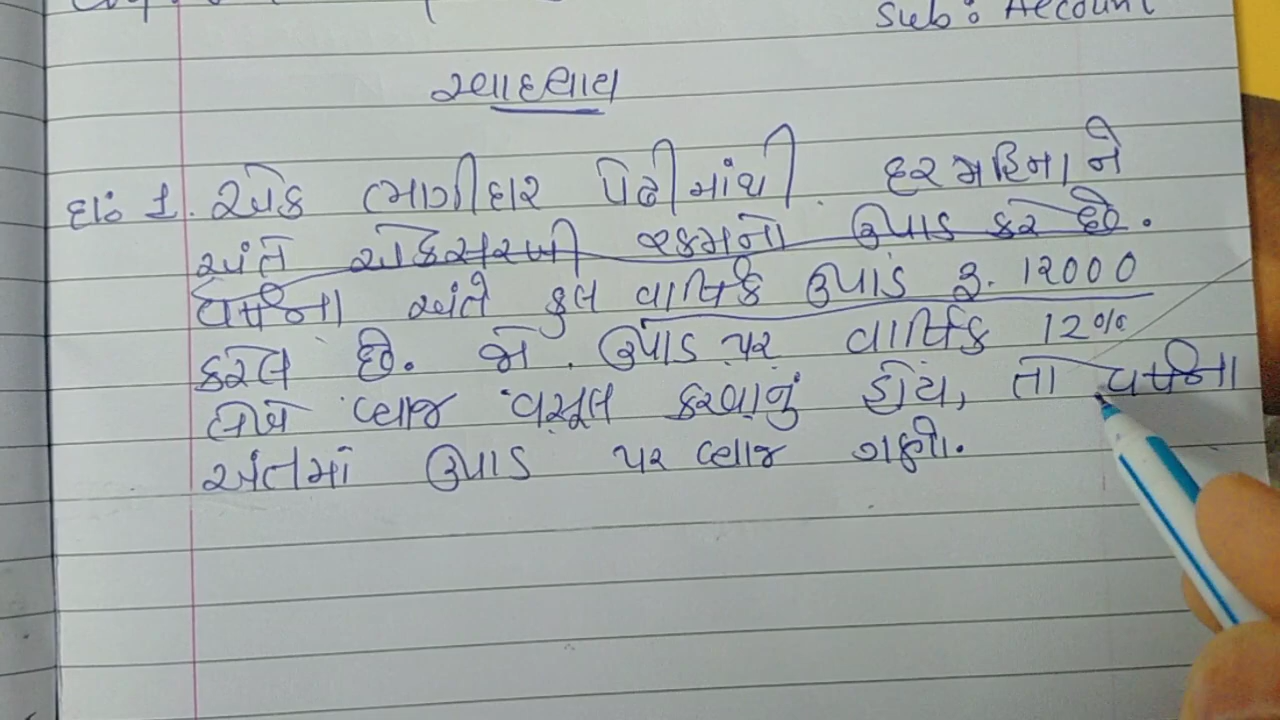 Sub: Account
સ્વાધ્યાય
દા. 1. એક ભાગીદાર પેઢીમાંથી દર મહિનાને
અંતે એકસરખી રકમનો ઉપાડ કરે છે.
વર્ષના અંતે કુલ વાર્ષિક ઉપાડ રૂ. 12000
કરેલ છે. જો ઉપાડ પર વાર્ષિક 12%
લેખે વ્યાજ વસૂલ કરવાનું હોય, તો વર્ષના
અંતમાં ઉપાડ પર વ્યાજ ગણો.